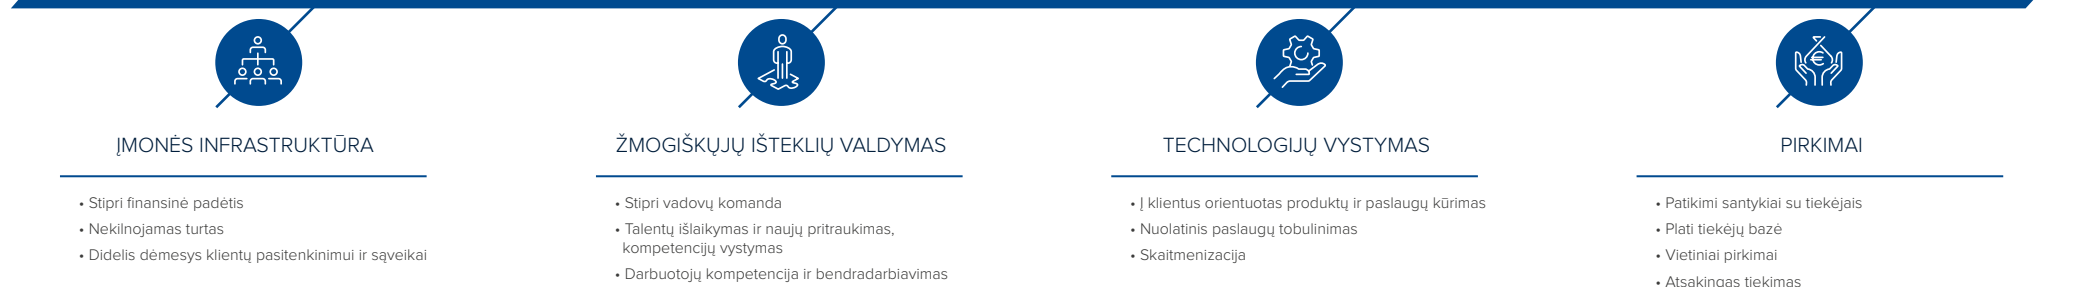 ĮMONĖS INFRASTRUKTŪRA
• Stipri finansinė padėtis
• Nekilnojamas turtas
• Didelis dėmesys klientų pasitenkinimui ir sąveikai
ŽMOGIŠKŲJŲ IŠTEKLIŲ VALDYMAS
• Stipri vadovų komanda
• Talentų išlaikymas ir naujų pritraukimas,
kompetencijų vystymas
• Darbuotojų kompetencija ir bendradarbiavimas
TECHNOLOGIJŲ VYSTYMAS
• Į klientus orientuotas produktų ir paslaugų kūrimas
• Nuolatinis paslaugų tobulinimas
• Skaitmenizacija
PIRKIMAI
• Patikimi santykiai su tiekėjais
• Plati tiekėjų bazė
• Vietiniai pirkimai
• Atsakingas tiekimas